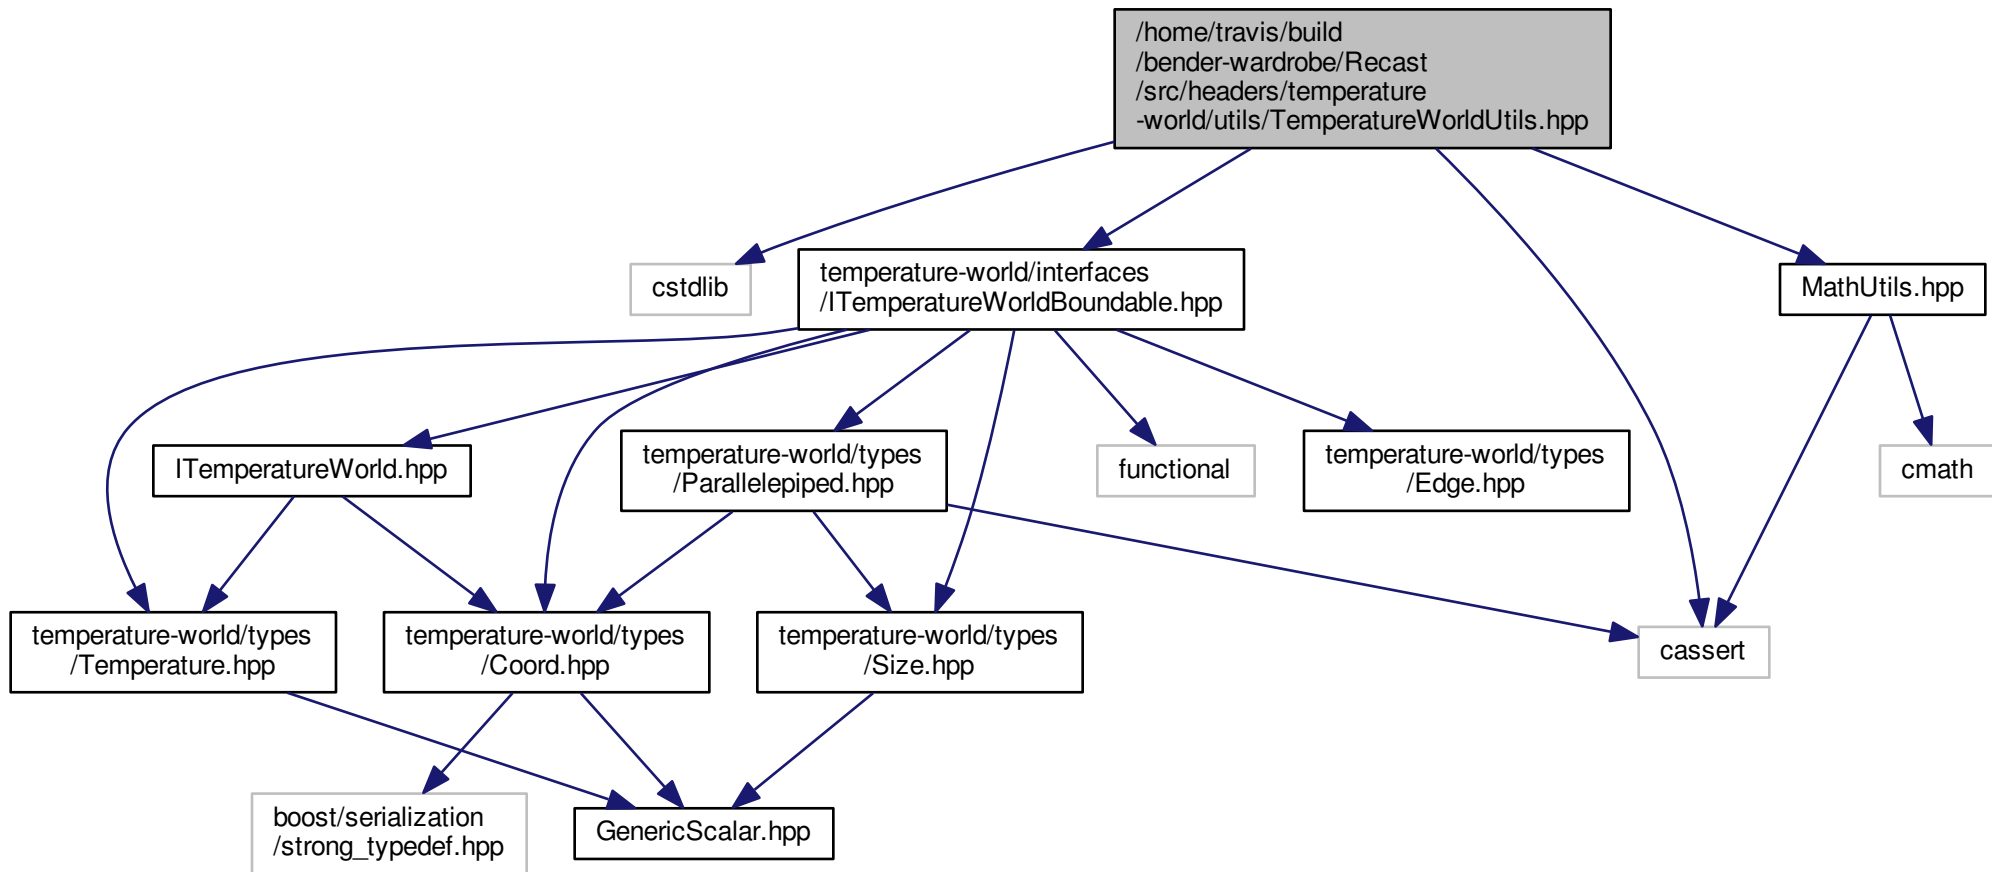 /home/travis/build
/bender-wardrobe/Recast
/src/headers/temperature
-world/utils/TemperatureWorldUtils.hpp
cstdlib
temperature-world/interfaces
/ITemperatureWorldBoundable.hpp
MathUtils.hpp
ITemperatureWorld.hpp
temperature-world/types
/Parallelepiped.hpp
functional
temperature-world/types
/Edge.hpp
cmath
temperature-world/types
/Temperature.hpp
temperature-world/types
/Coord.hpp
temperature-world/types
/Size.hpp
cassert
boost/serialization
/strong_typedef.hpp
GenericScalar.hpp